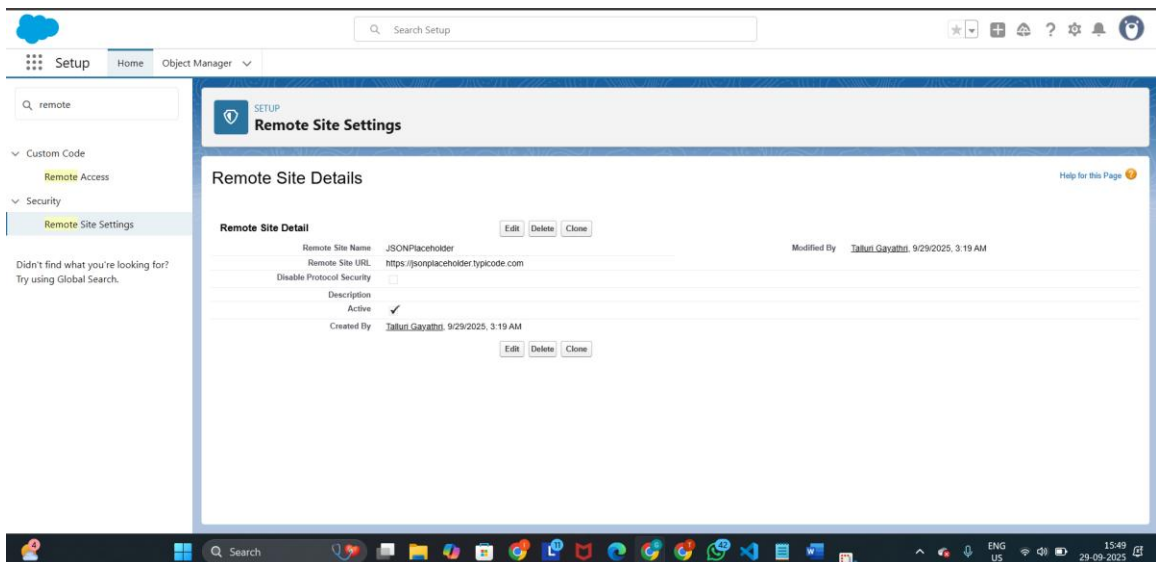 Search Setup
Setup Home Object Manager
remote
Custom Code
Remote Access
Security
Remote Site Settings
Didn't find what you're looking for?
Try using Global Search.
SETUP
Remote Site Settings
Remote Site Details
Help for this Page
Remote Site Detail Edit Delete Clone
Remote Site Name JSONPlaceholder Modified By Talluri Gayathri, 9/29/2025, 3:19 AM
Remote Site URL https://jsonplaceholder.typicode.com
Disable Protocol Security
Description
Active
Created By Talluri Gayathri, 9/29/2025, 3:19 AM
Edit Delete Clone
4 Search 42 ENG 15:49
US 29-09-2025